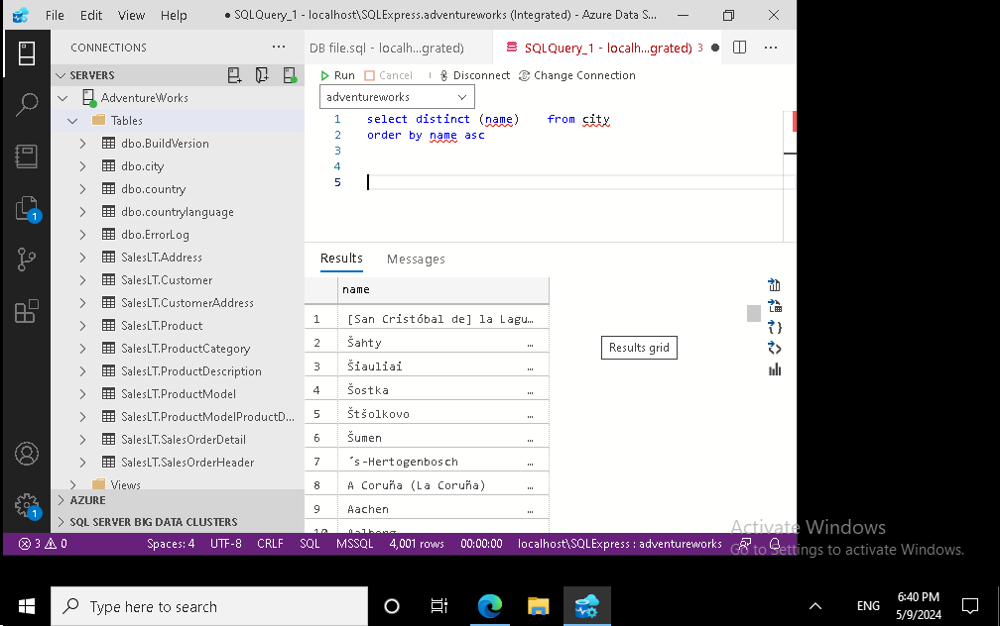 File Edit View Help
● SQLQuery_1 - localhost\SQLExpress.adventureworks (Integrated) - Azure Data S...
CONNECTIONS
SERVERS
AdventureWorks
Tables
dbo.BuildVersion
dbo.city
dbo.country
dbo.countrylanguage
dbo.ErrorLog
SalesLT.Address
SalesLT.Customer
SalesLT.CustomerAddress
SalesLT.Product
SalesLT.ProductCategory
SalesLT.ProductDescription
SalesLT.ProductModel
SalesLT.ProductModelProductD...
SalesLT.SalesOrderDetail
SalesLT.SalesOrderHeader
Views
AZURE
SQL SERVER BIG DATA CLUSTERS
1
1
DB file.sql - localh...grated)
SQLQuery_1 - localh...grated) 3 ●
Run Cancel Disconnect Change Connection
adventureworks
1 select distinct (name) from city
2 order by name asc
3
4
5
Results Messages
name
1 [San Cristóbal de] la Lagu…
2 Šahty …
3 Šiauliai …
4 Šostka …
5 Štšolkovo …
6 Šumen …
7 ´s-Hertogenbosch …
8 A Coruña (La Coruña) …
9 Aachen …
10 Aalborg …
Results grid
3 0 Spaces: 4 UTF-8 CRLF SQL MSSQL 4,001 rows 00:00:00 localhost\SQLExpress : adventureworks
Activate Windows
Go to Settings to activate Windows.
Type here to search
ENG
6:40 PM
5/9/2024